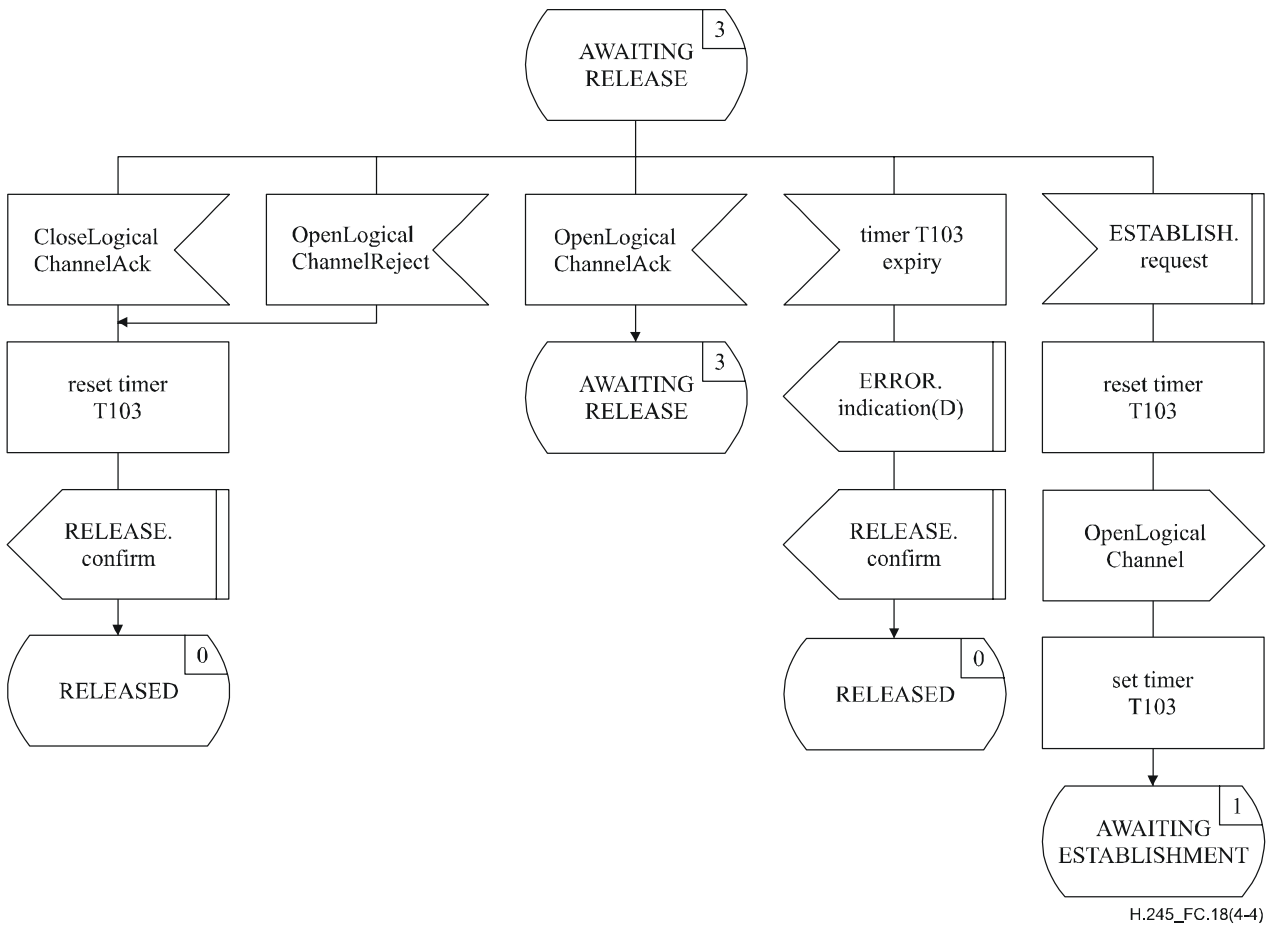 3
AWAITING
RELEASE
CloseLogical
ChannelAck
OpenLogical
ChannelReject
OpenLogical
ChannelAck
timer T103
expiry
ESTABLISH.
request
reset timer
T103
3
AWAITING
RELEASE
ERROR.
indication(D)
reset timer
T103
RELEASE.
confirm
RELEASE.
confirm
OpenLogical
Channel
0
RELEASED
0
RELEASED
set timer
T103
1
AWAITING
ESTABLISHMENT
H.245_FC.18(4-4)